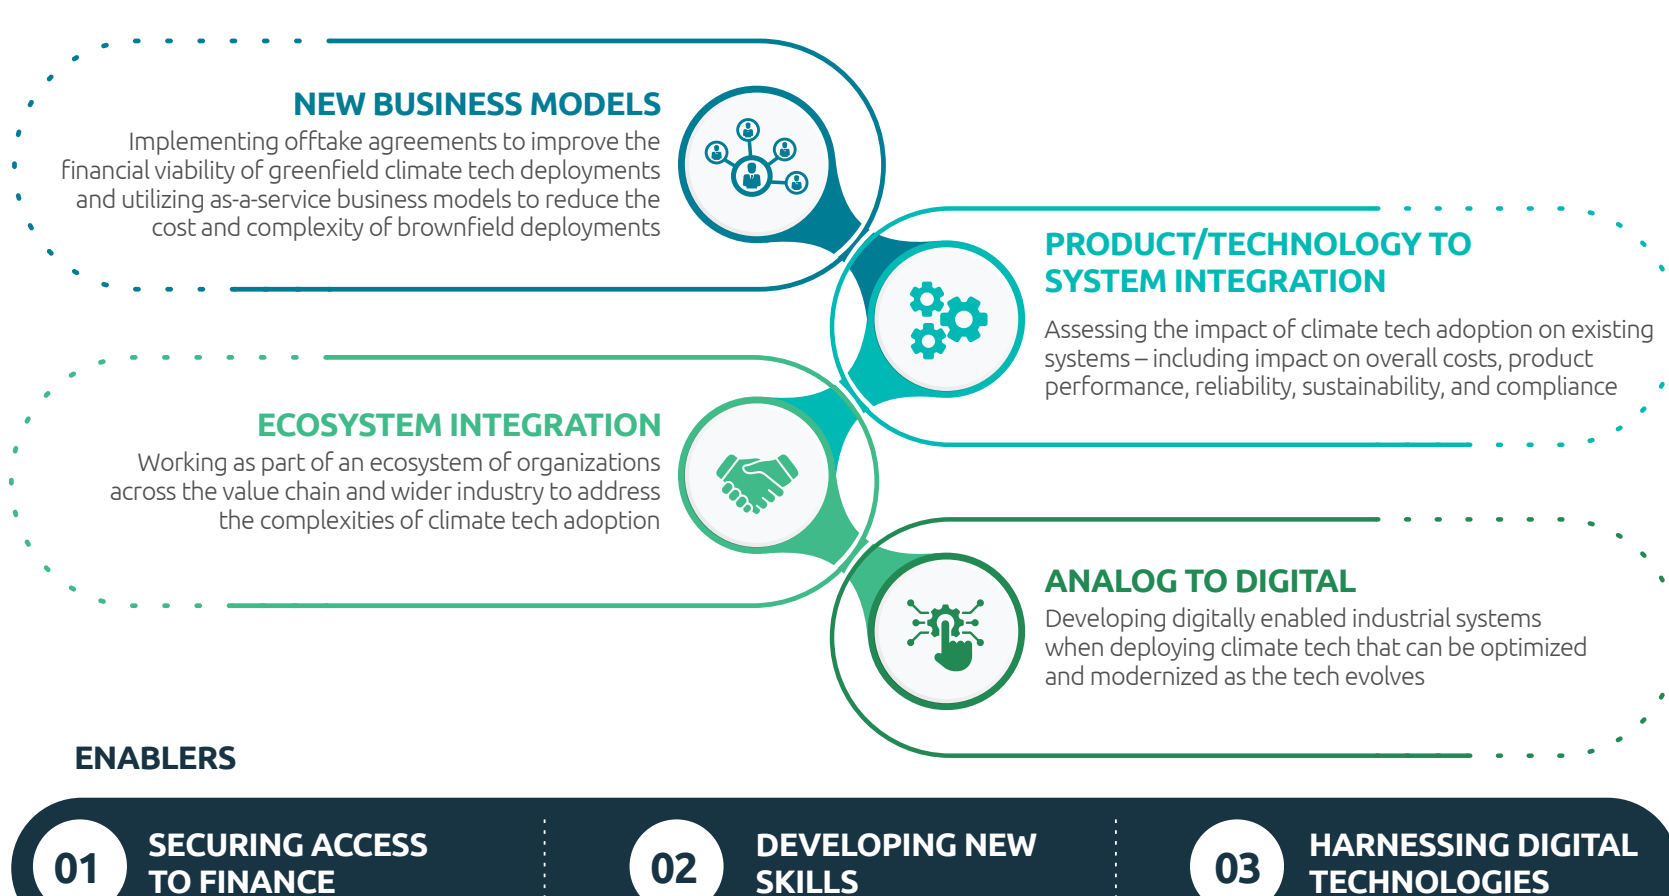 NEW BUSINESS MODELS
Implementing offtake agreements to improve the
financial viability of greenfield climate tech deployments
and utilizing as-a-service business models to reduce the
cost and complexity of brownfield deployments
PRODUCT/TECHNOLOGY TO
SYSTEM INTEGRATION
Assessing the impact of climate tech adoption on existing
systems – including impact on overall costs, product
performance, reliability, sustainability, and compliance
ECOSYSTEM INTEGRATION
Working as part of an ecosystem of organizations
across the value chain and wider industry to address
the complexities of climate tech adoption
ANALOG TO DIGITAL
Developing digitally enabled industrial systems
when deploying climate tech that can be optimized
and modernized as the tech evolves
ENABLERS
01
SECURING ACCESS
TO FINANCE
02
DEVELOPING NEW
SKILLS
03
HARNESSING DIGITAL
TECHNOLOGIES